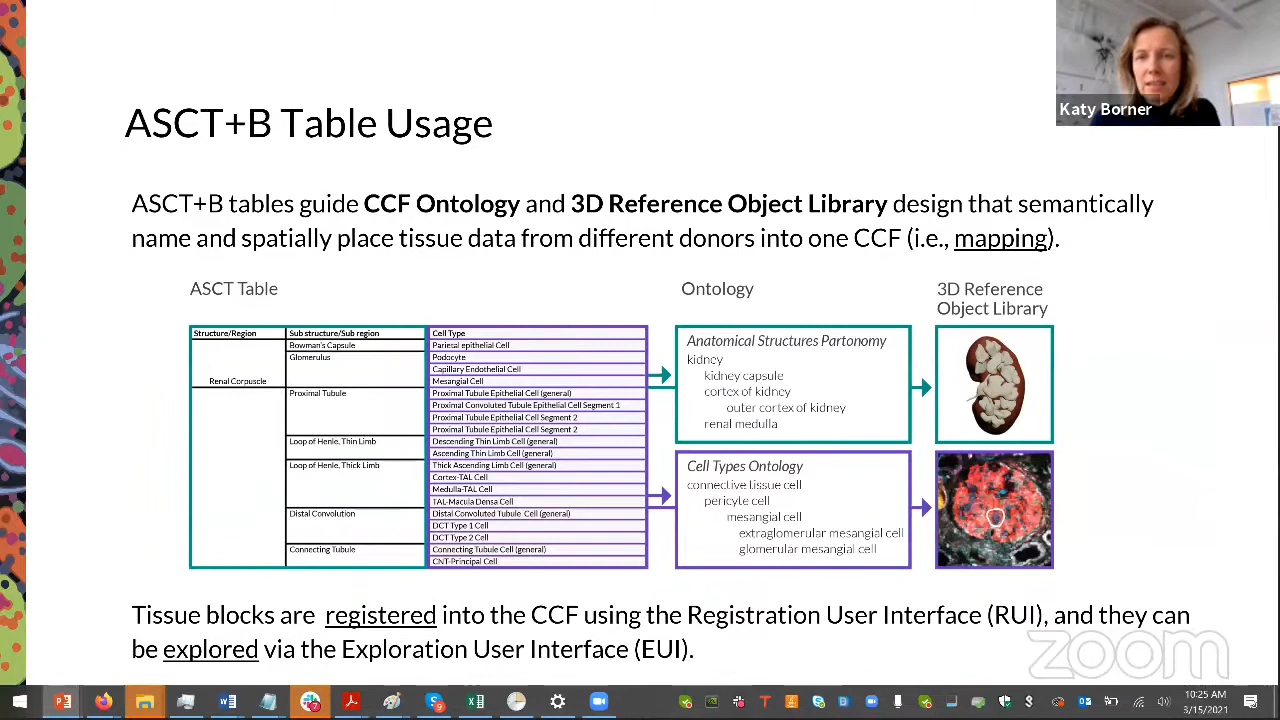 Katy Borner
ASCT+B Table Usage
ASCT+B tables guide CCF Ontology and 3D Reference Object Library design that semantically
name and spatially place tissue data from different donors into one CCF (i.e., mapping).
ASCT Table
Ontology
3D Reference
Object Library
Structure/Region
Sub structure/Sub region
Cell Type
Bowman's Capsule
Parietal epithelial Cell
Glomerulus
Podocyte
Capillary Endothelial Cell
Renal Corpuscle
Mesangial Cell
Proximal Tubule
Proximal Tubule Epithelial Cell (general)
Proximal Convoluted Tubule Epithelial Cell Segment 1
Proximal Tubule Epithelial Cell Segment 2
Proximal Tubule Epithelial Cell Segment 2
Loop of Henle, Thin Limb
Descending Thin Limb Cell (general)
Ascending Thin Limb Cell (general)
Loop of Henle, Thick Limb
Thick Ascending Limb Cell (general)
Cortex-TAL Cell
Medulla-TAL Cell
TAL-Macula Densa Cell
Distal Convolution
Distal Convoluted Tubule Cell (general)
DCT Type 1 Cell
DCT Type 2 Cell
Connecting Tubule
Connecting Tubule Cell (general)
CNT-Principal Cell
Anatomical Structures Partonomy
kidney
kidney capsule
cortex of kidney
outer cortex of kidney
renal medulla
Cell Types Ontology
connective tissue cell
pericyte cell
mesangial cell
extraglomerular mesangial cell
glomerular mesangial cell
Tissue blocks are registered into the CCF using the Registration User Interface (RUI), and they can
be explored via the Exploration User Interface (EUI).
zoom
10:25 AM
3/15/2021